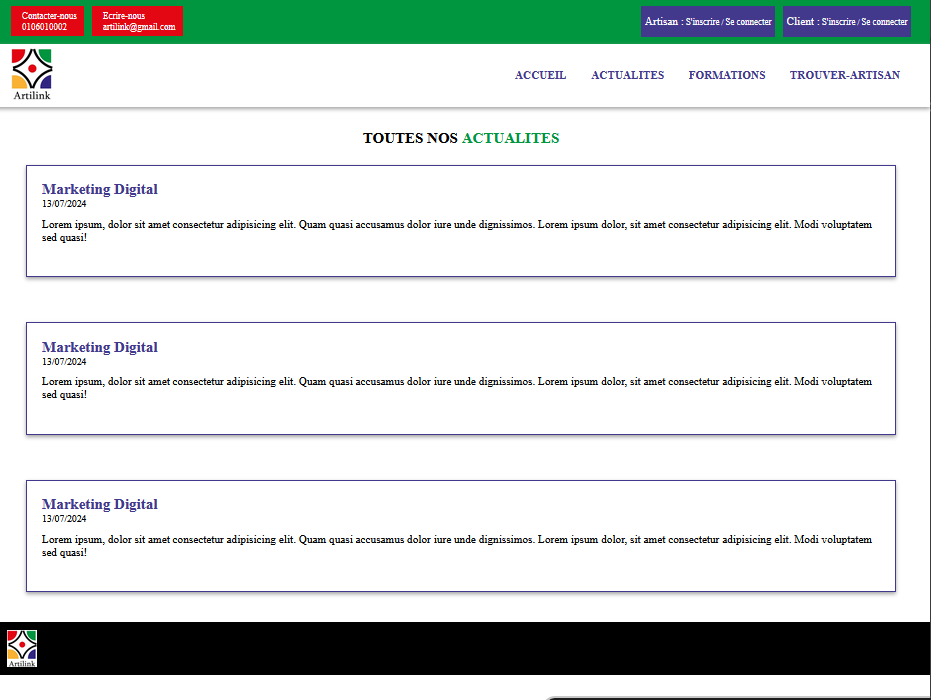 Contacter-nous
0106010002
Ecrire-nous
artilink@gmail.com
Artisan : S'inscrire / Se connecter
Client : S'inscrire / Se connecter
Artilink
ACCUEIL
ACTUALITES
FORMATIONS
TROUVER-ARTISAN
TOUTES NOS ACTUALITES
Marketing Digital
13/07/2024
Lorem ipsum, dolor sit amet consectetur adipisicing elit. Quam quasi accusamus dolor iure unde dignissimos. Lorem ipsum dolor, sit amet consectetur adipisicing elit. Modi voluptatem
sed quasi!
Marketing Digital
13/07/2024
Lorem ipsum, dolor sit amet consectetur adipisicing elit. Quam quasi accusamus dolor iure unde dignissimos. Lorem ipsum dolor, sit amet consectetur adipisicing elit. Modi voluptatem
sed quasi!
Marketing Digital
13/07/2024
Lorem ipsum, dolor sit amet consectetur adipisicing elit. Quam quasi accusamus dolor iure unde dignissimos. Lorem ipsum dolor, sit amet consectetur adipisicing elit. Modi voluptatem
sed quasi!
Artilink